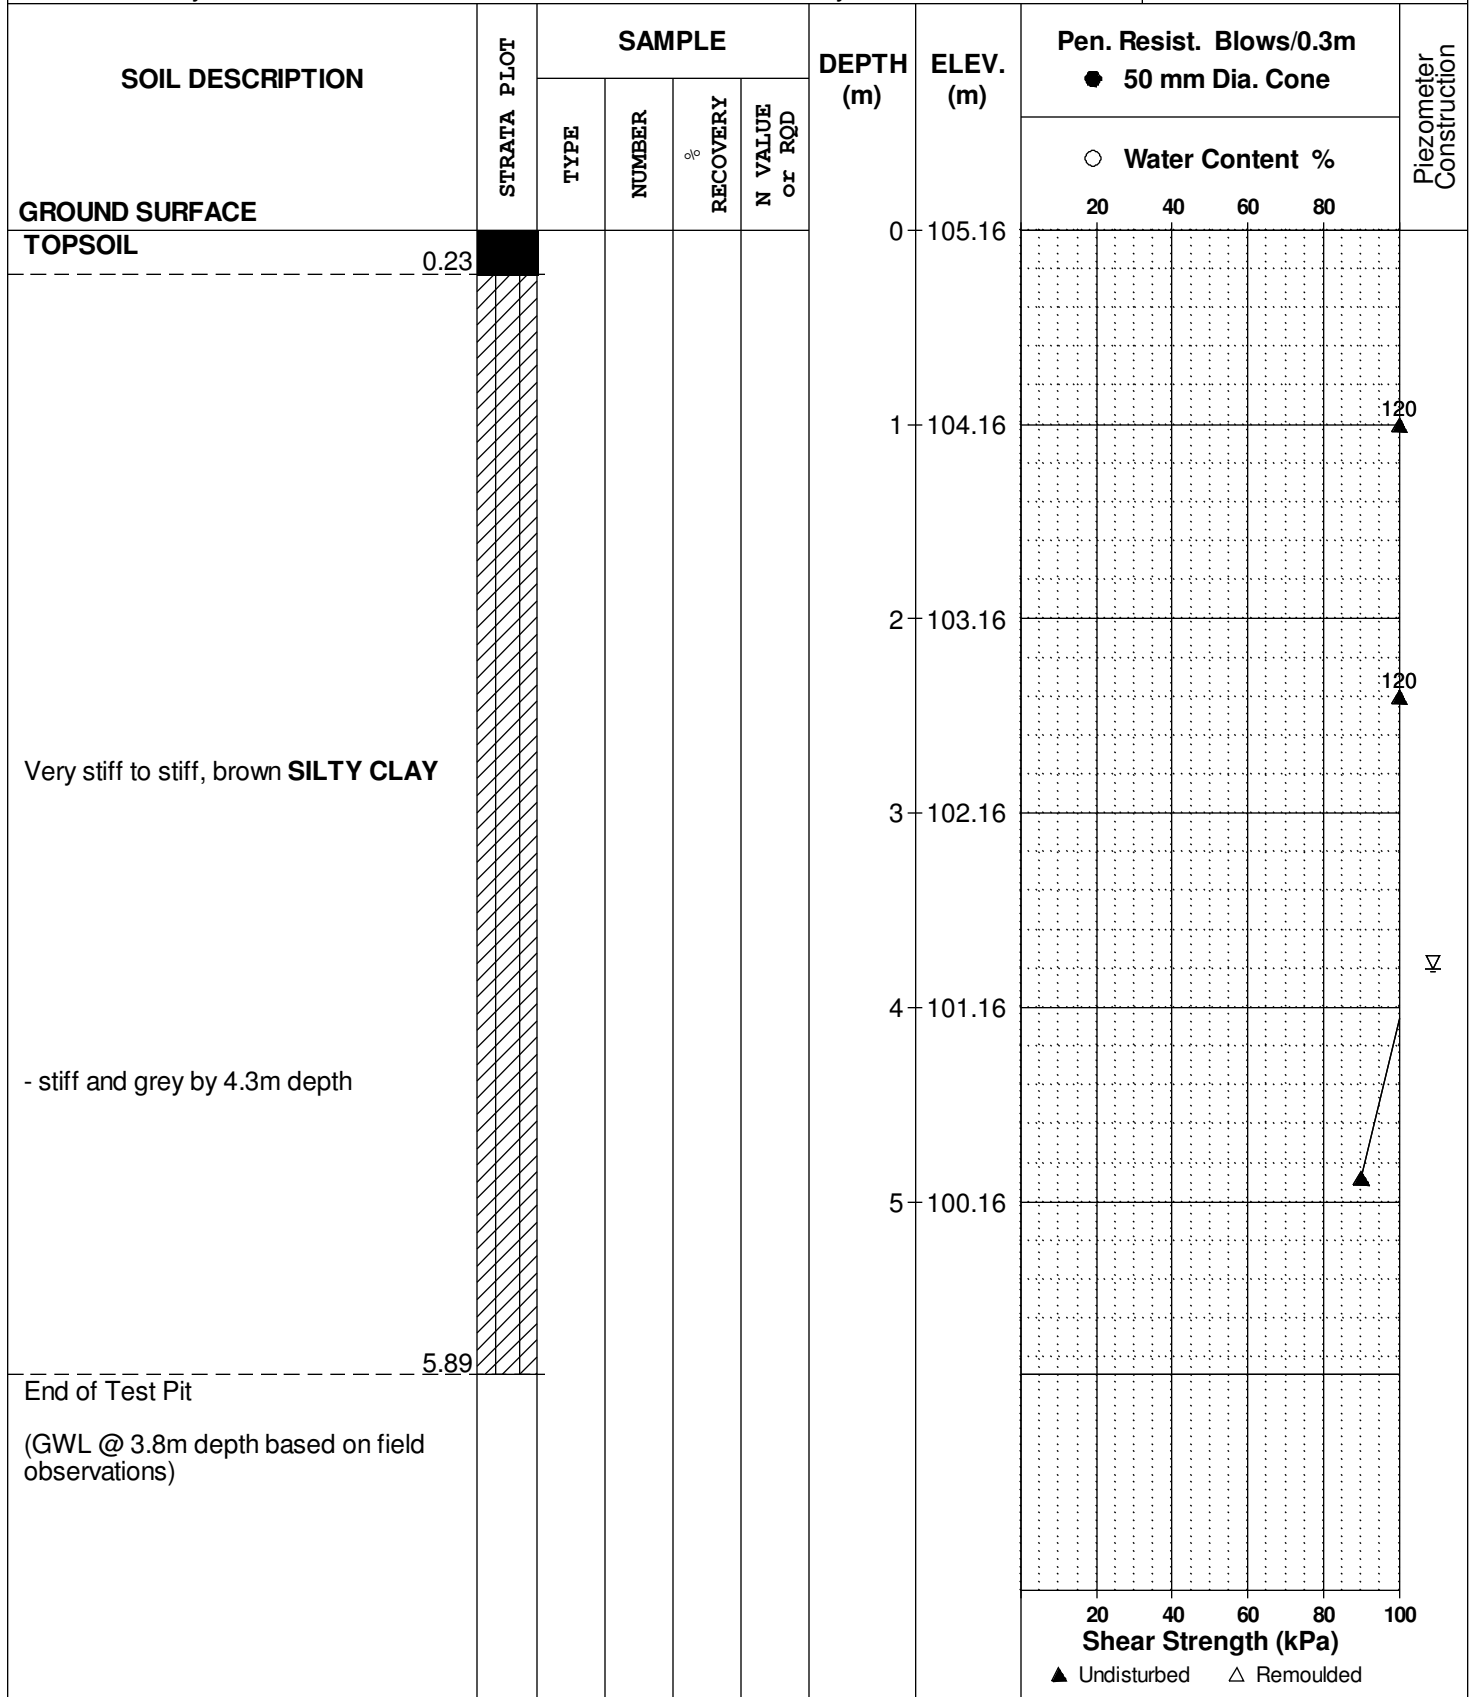 SOIL DESCRIPTION
GROUND SURFACE
STRATA PLOT
SAMPLE
TYPE
NUMBER
%
RECOVERY
N VALUE
or RQD
DEPTH
(m)
ELEV.
(m)
Pen. Resist. Blows/0.3m
● 50 mm Dia. Cone
○ Water Content %
20 40 60 80
Piezometer
Construction
TOPSOIL
0.23
0 105.16
120
1 104.16
2 103.16
120
Very stiff to stiff, brown SILTY CLAY
3 102.16
4 101.16
- stiff and grey by 4.3m depth
5 100.16
5.89
End of Test Pit
(GWL @ 3.8m depth based on field
observations)
20 40 60 80 100
Shear Strength (kPa)
▲ Undisturbed △ Remoulded